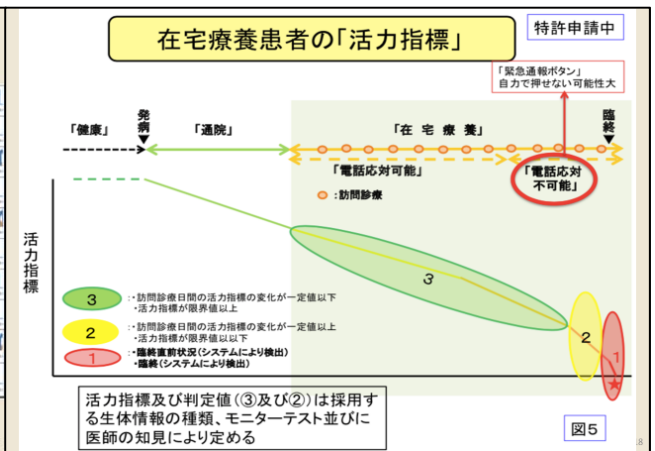 在宅療養患者の「活力指標」
特許申請中
「緊急通報ボタン」
自力で押せない可能性大
「健康」
発病▼
「通院」
「在 宅 療 養」
臨終▼
「電話応対可能」
「電話応対
不可能」
:訪問診療
活力指標
3
:・訪問診療日間の活力指標の変化が一定値以下
・活力指標が限界値以上
2
:・訪問診療日間の活力指標の変化が一定値以上
・活力指標が限界値以以下
1
:・臨終直前状況(システムにより検出)
・臨終(システムにより検出)
3
2
1
活力指標及び判定値(③及び②)は採用す
る生体情報の種類、モニターテスト並びに
医師の知見により定める
図5
8